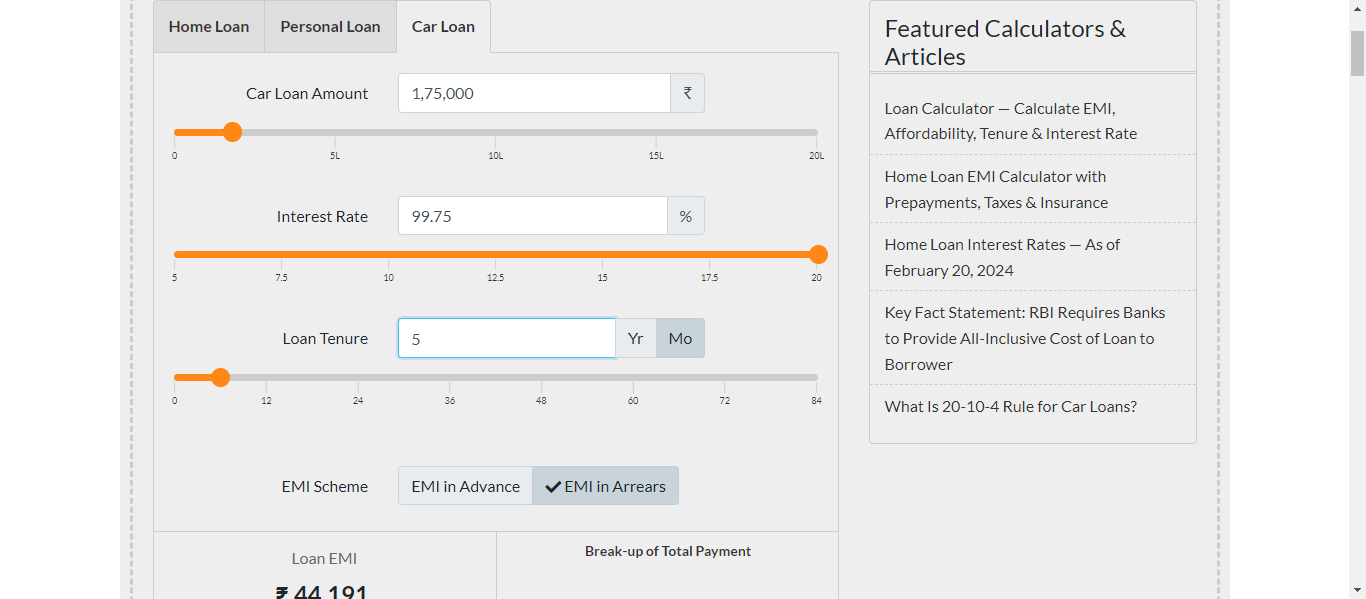 Home Loan
Personal Loan
Car Loan
Car Loan Amount
1,75,000
₹
0
5L
10L
15L
20L
Interest Rate
99.75
%
5
7.5
10
12.5
15
17.5
20
Loan Tenure
5
Yr
Mo
0
12
24
36
48
60
72
84
EMI Scheme
EMI in Advance
EMI in Arrears
Loan EMI
₹ 44,191
Break-up of Total Payment
Featured Calculators &
Articles
Loan Calculator — Calculate EMI,
Affordability, Tenure & Interest Rate
Home Loan EMI Calculator with
Prepayments, Taxes & Insurance
Home Loan Interest Rates — As of
February 20, 2024
Key Fact Statement: RBI Requires Banks
to Provide All-Inclusive Cost of Loan to
Borrower
What Is 20-10-4 Rule for Car Loans?